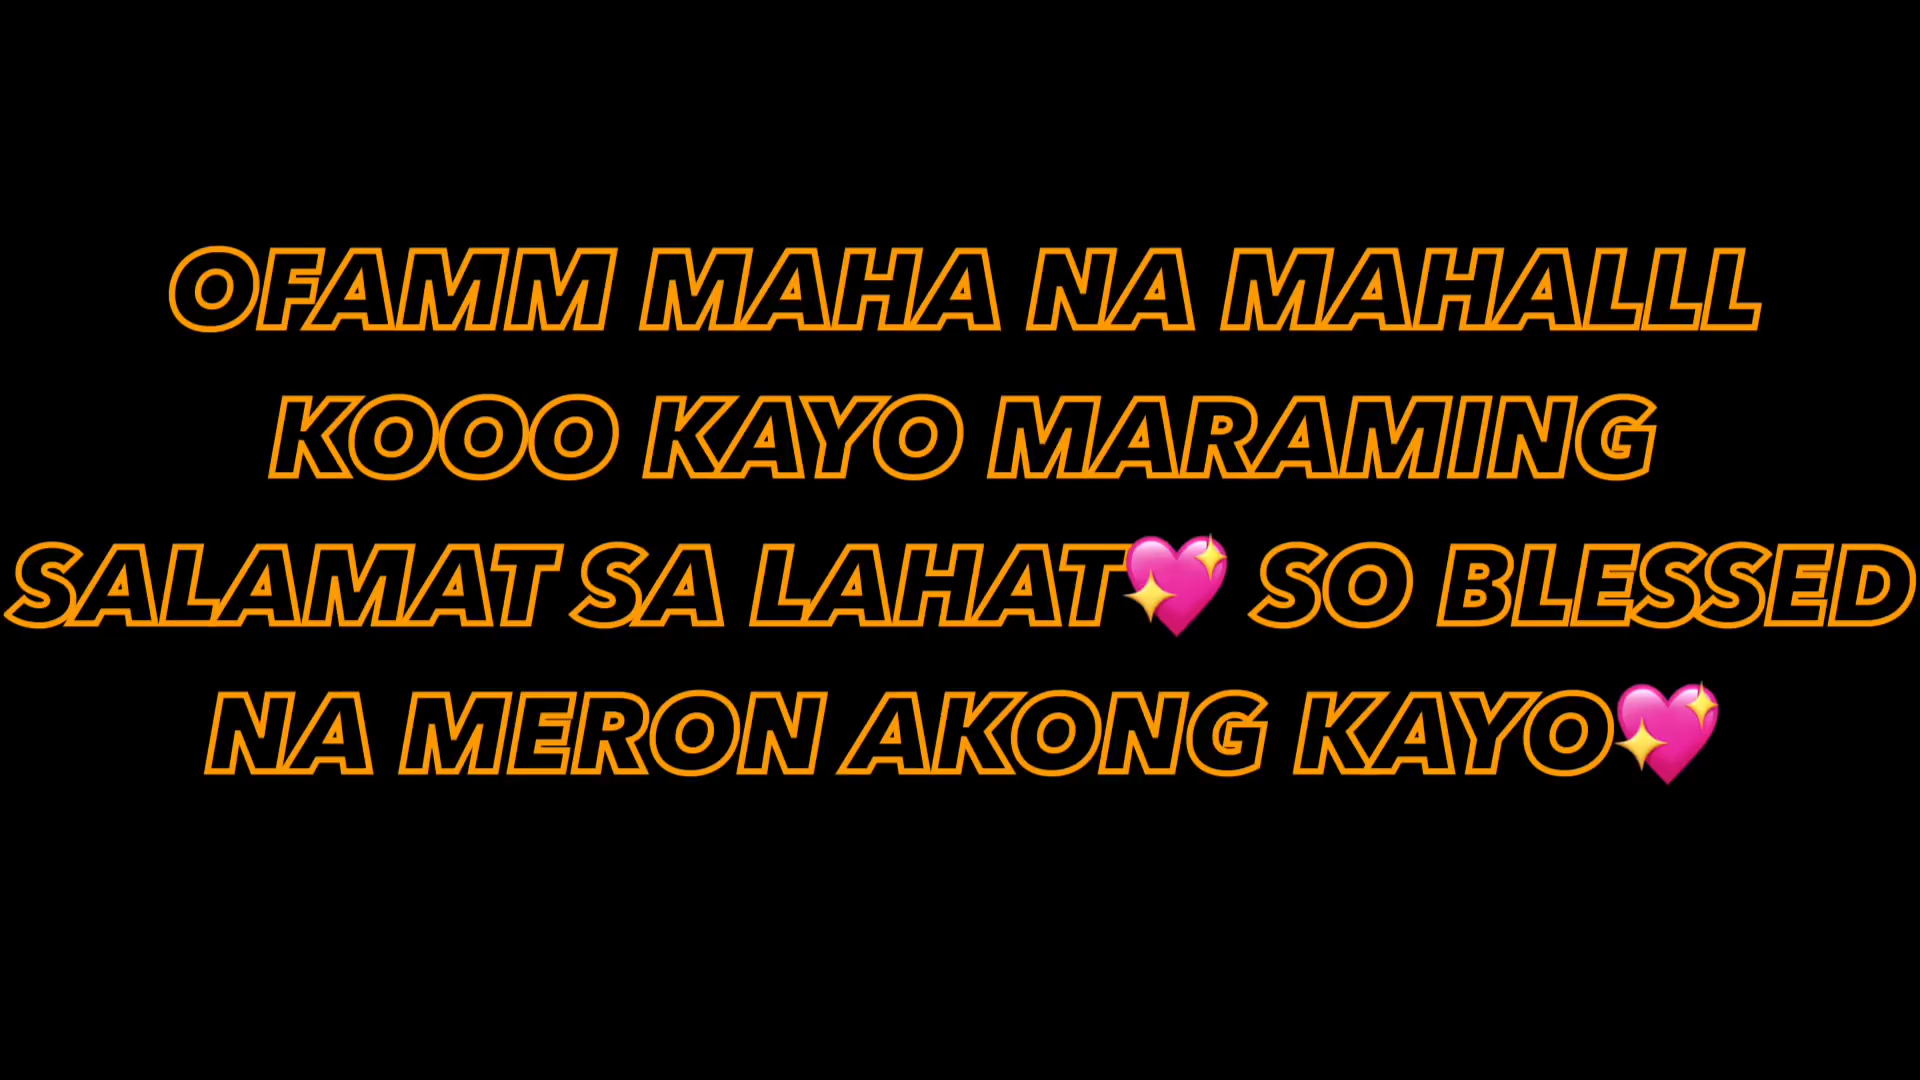 OFAMM MAHA NA MAHALLL
KOOO KAYO MARAMING
SALAMAT SA LAHAT💖 SO BLESSED
NA MERON AKONG KAYO💖